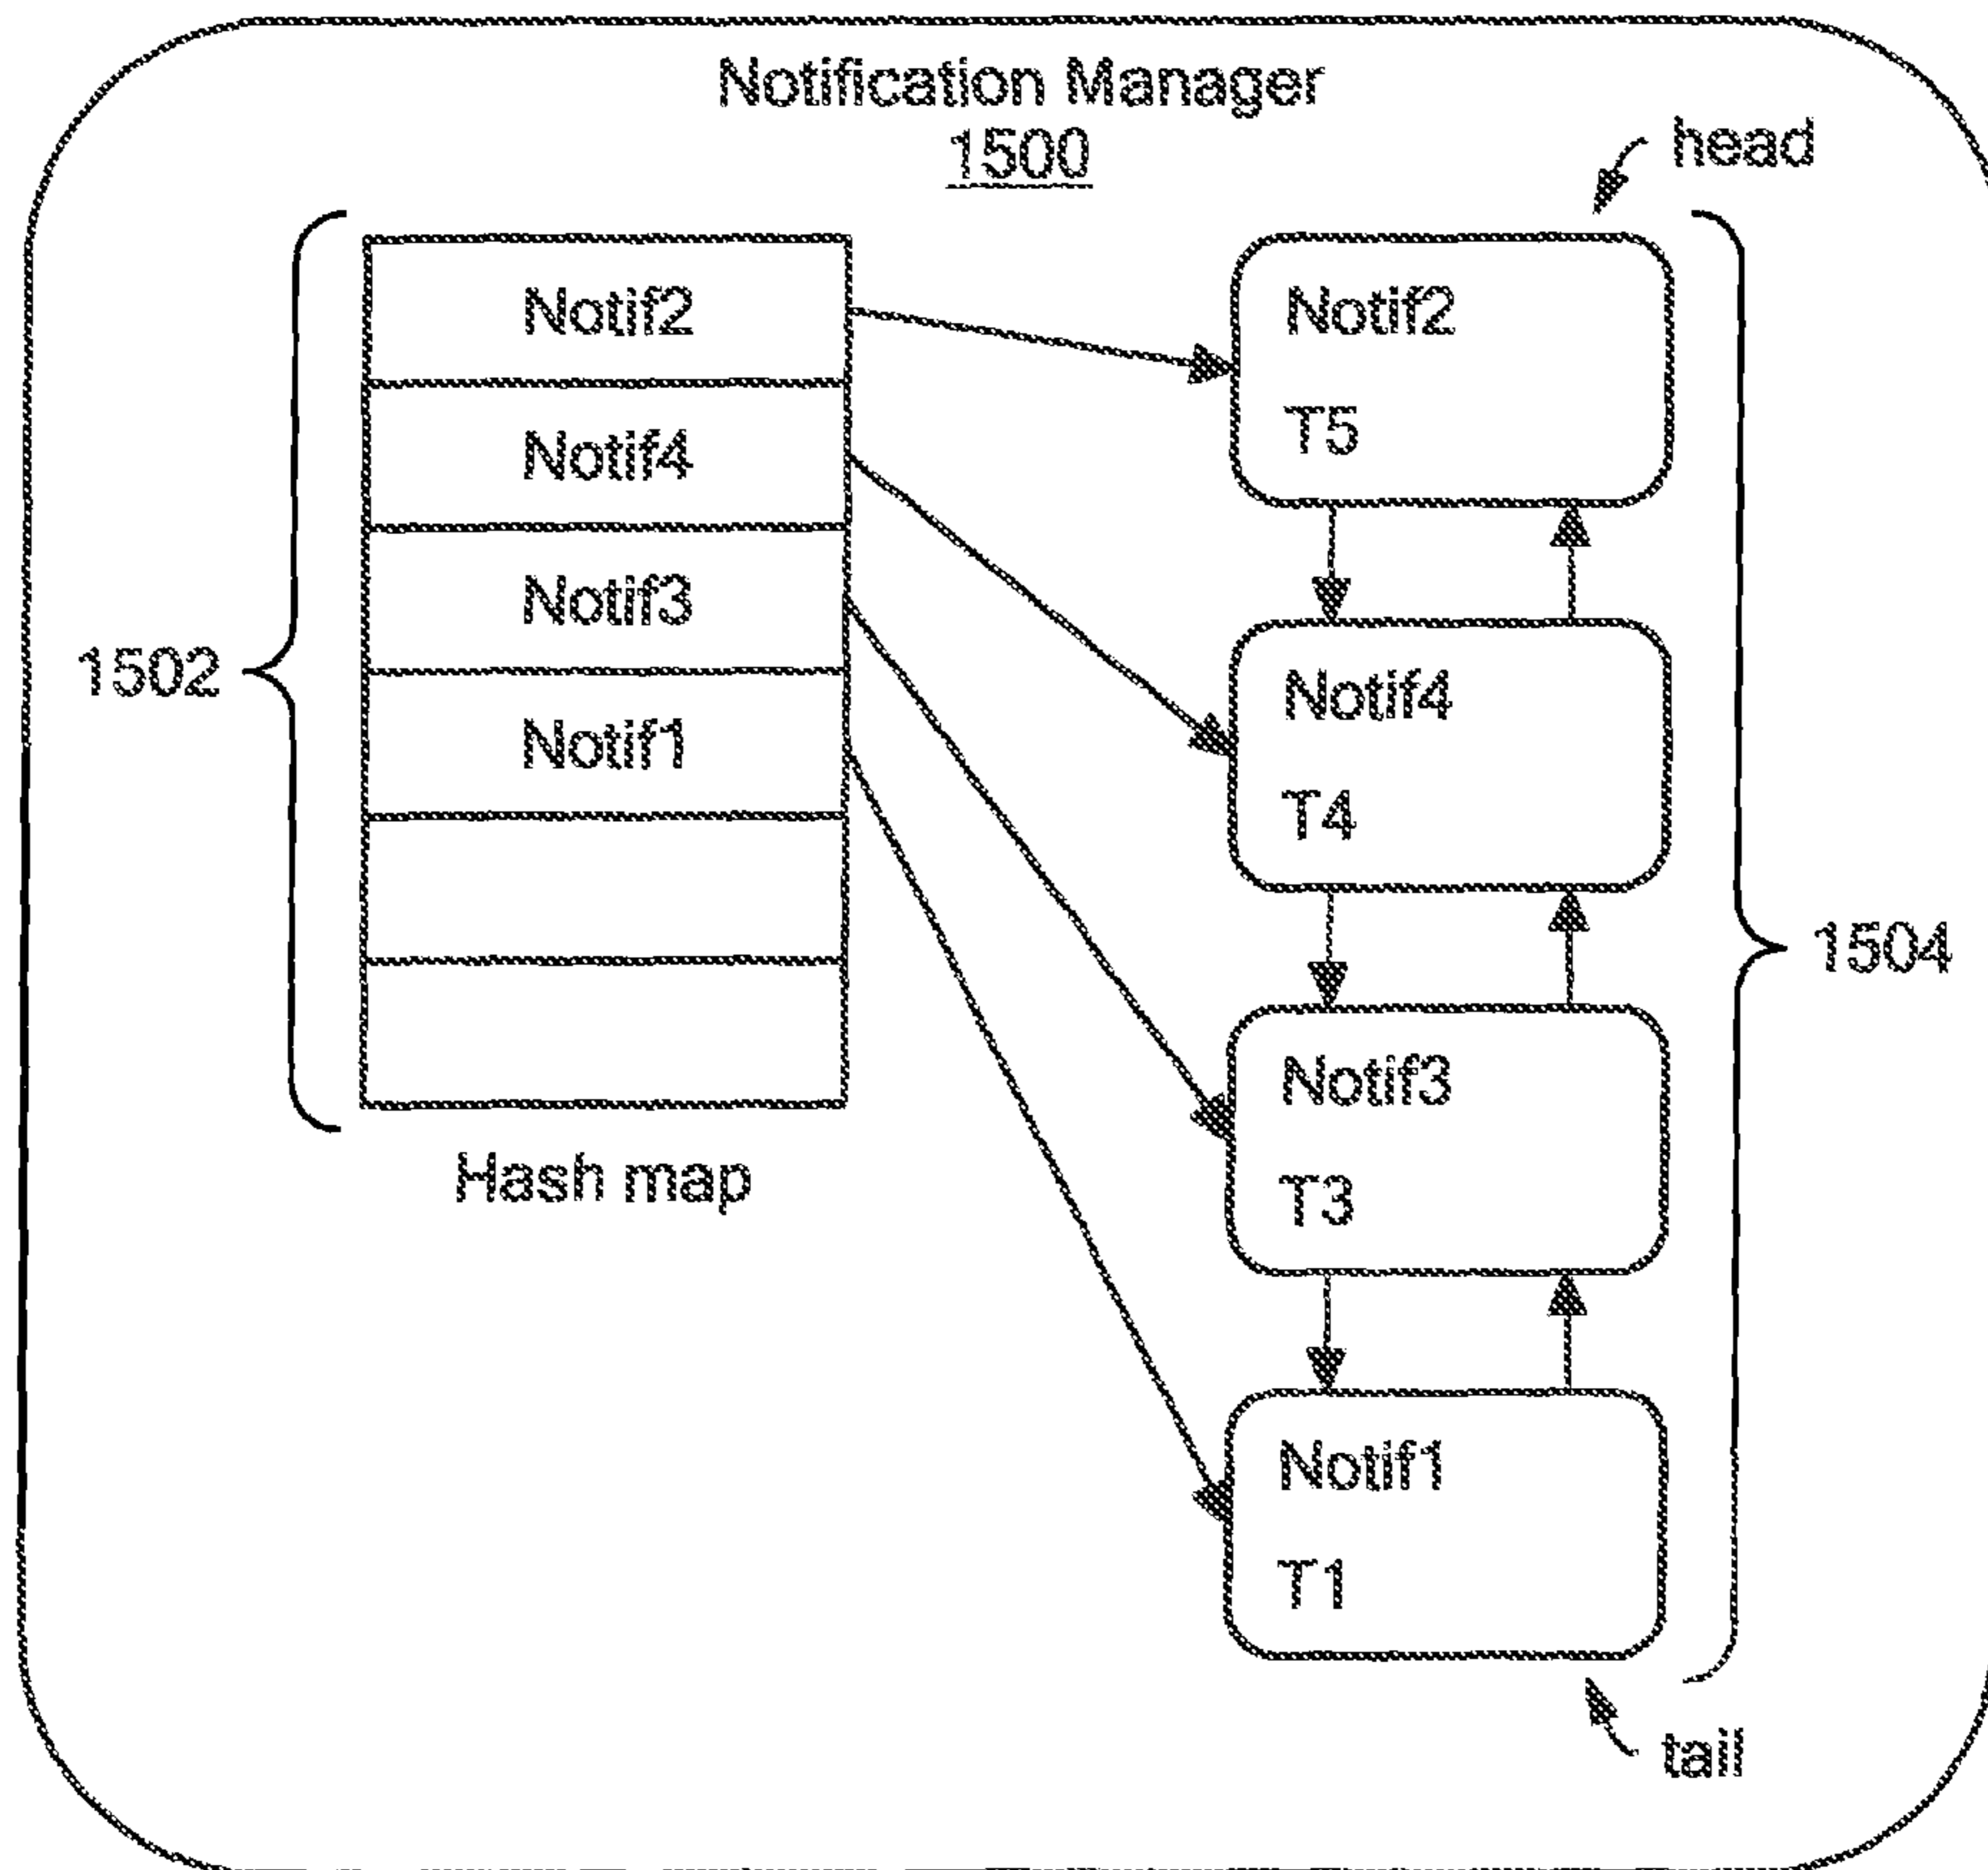 Notification Manager
1500
head
1502
Notif2
Notif4
Notif3
Notif1
Hash map
Notif2
T5
Notif4
T4
Notif3
T3
Notif1
T1
1504
tail